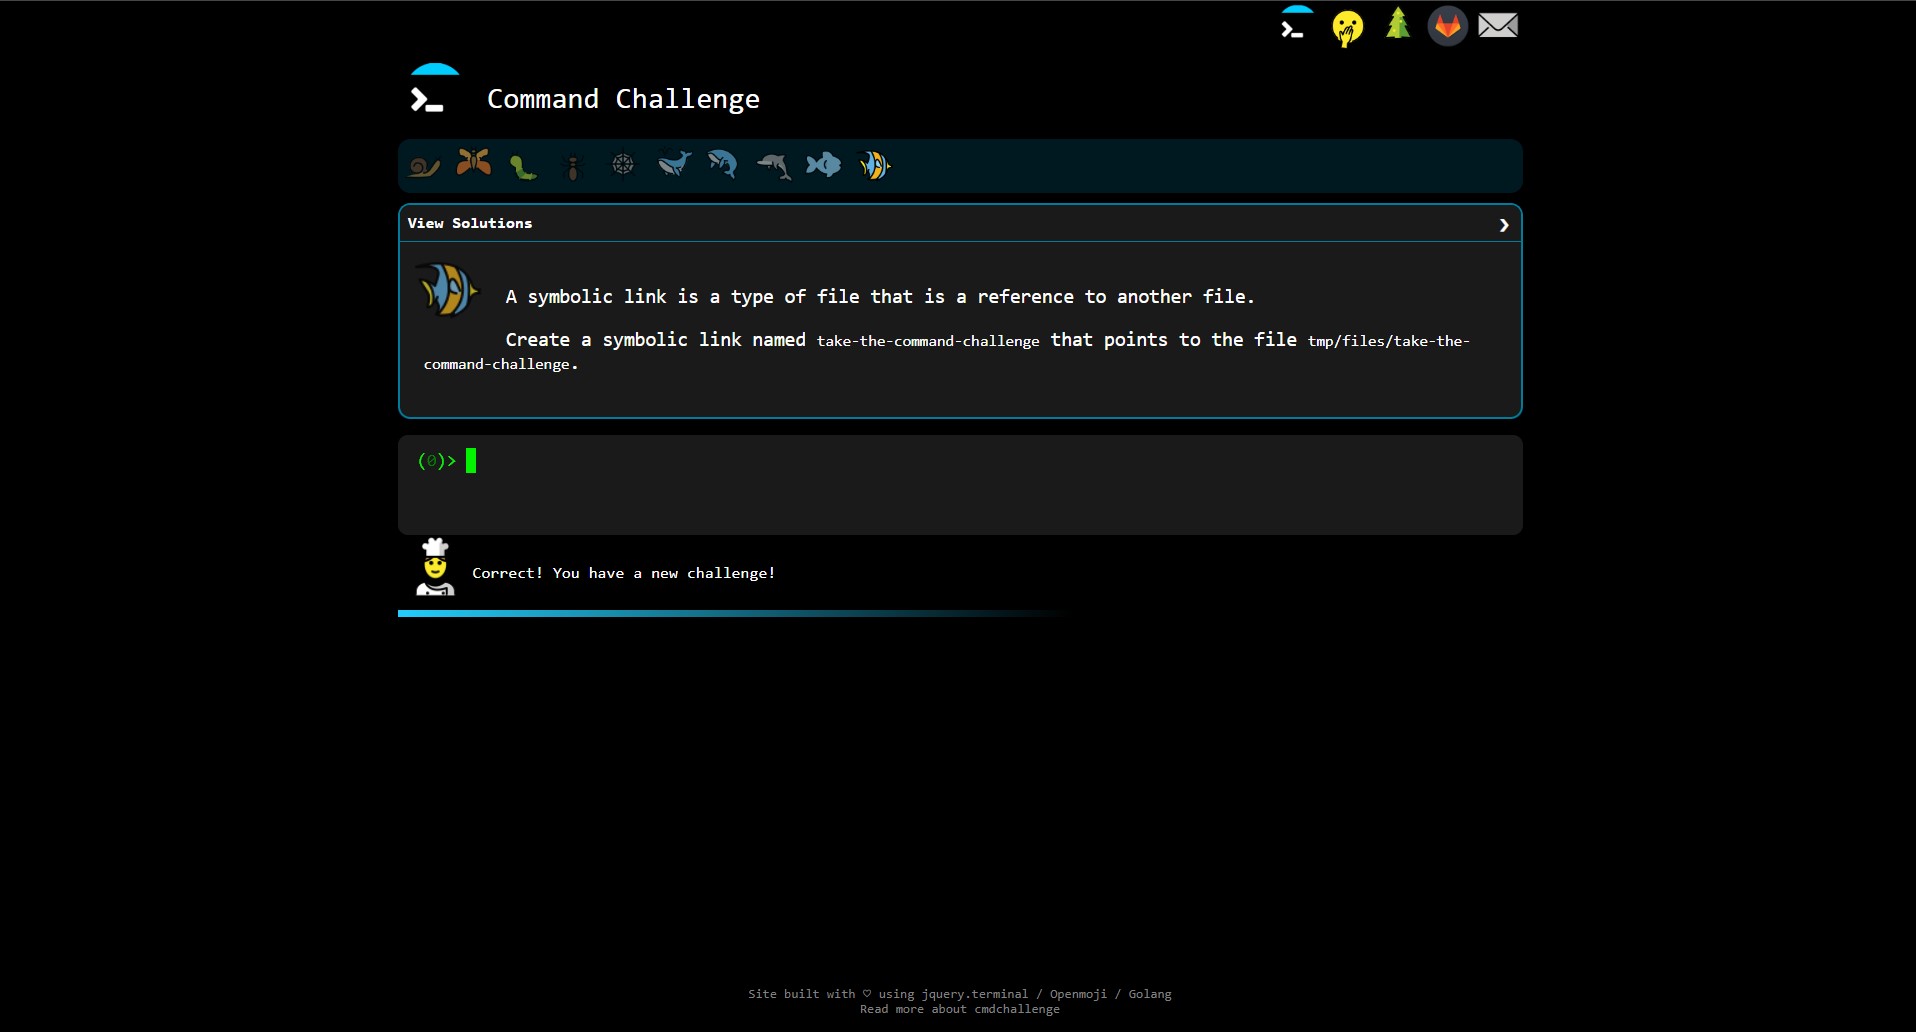 Command Challenge
View Solutions
A symbolic link is a type of file that is a reference to another file.
Create a symbolic link named take-the-command-challenge that points to the file tmp/files/take-the-
command-challenge.
(0)>
Correct! You have a new challenge!
Site built with ♡ using jquery.terminal / Openmoji / Golang
Read more about cmdchallenge